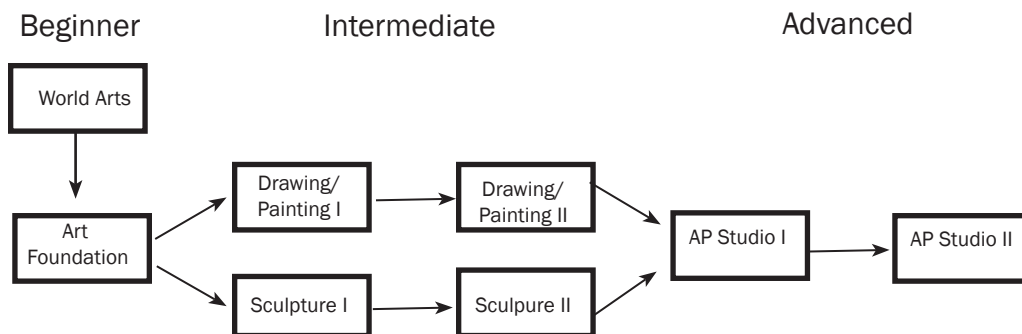 Beginner
Intermediate
Advanced
World Arts
Art
Foundation
Drawing/
Painting I
Drawing/
Painting II
AP Studio I
AP Studio II
Sculpture I
Sculpure II